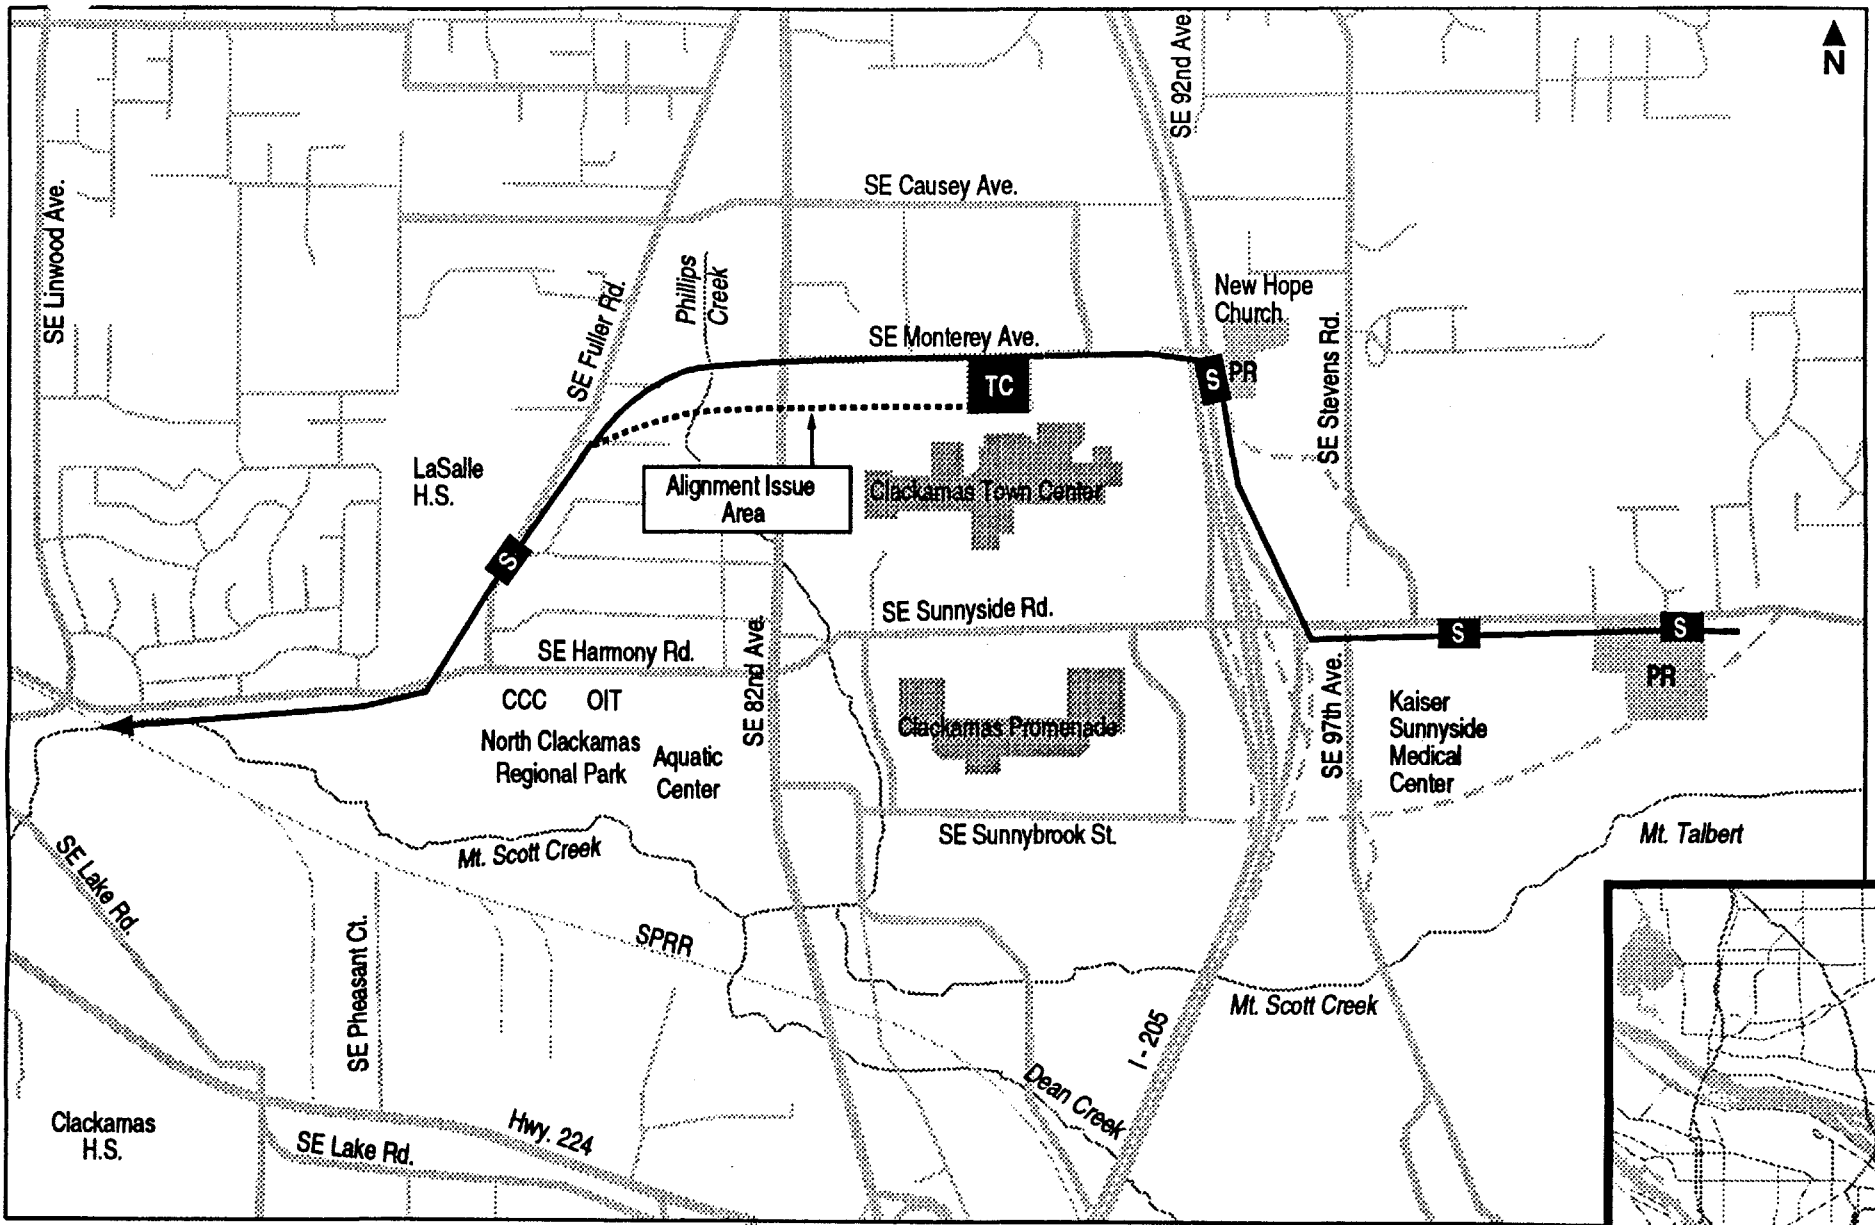 N
SE 92nd Ave.
SE Causey Ave.
SE Linwood Ave.
Phillips
Creek
SE Fuller Rd.
New Hope
Church
SE Monterey Ave.
SE Stevens Rd.
TC
S
PR
LaSalle
H.S.
Alignment Issue
Area
Clackamas Town Center
S
SE Sunnyside Rd.
S
S
SE Harmony Rd.
SE 82nd Ave.
SE 97th Ave.
PR
CCC
OIT
Kaiser
Sunnyside
Medical
Center
North Clackamas
Regional Park
Aquatic
Center
Clackamas Promenade
SE Sunnybrook St.
Mt. Talbert
Mt. Scott Creek
SE Lake Rd.
SPRR
SE Pheasant Ct.
Mt. Scott Creek
I - 205
Dean Creek
Clackamas
H.S.
Hwy. 224
SE Lake Rd.